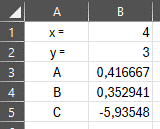 A B
1 x = 4
2 y = 3
3 A 0,416667
4 B 0,352941
5 C -5,93548